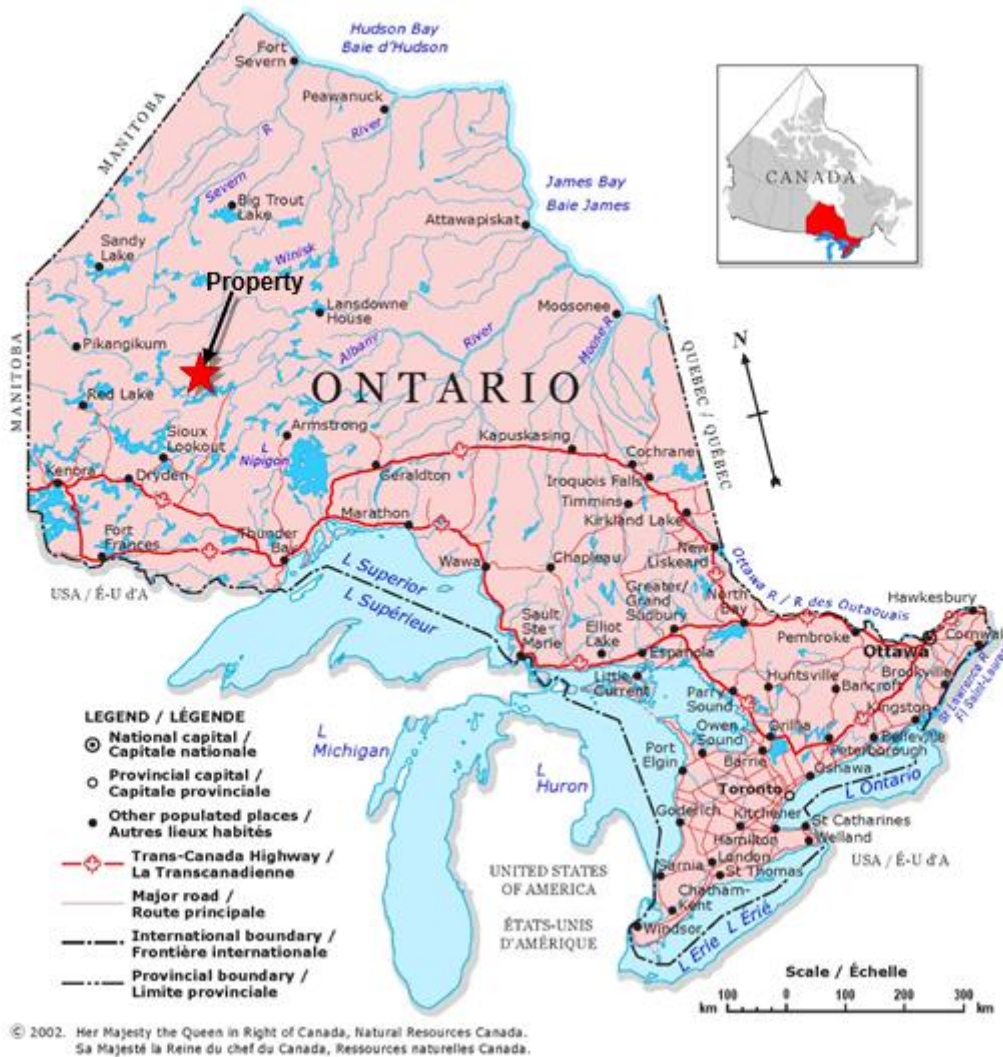 Hudson Bay
Baie d'Hudson
Fort
Severn
Peawanuck
River
MANITOBA
R
Severn
Big Trout
Lake
James Bay
Baie James
CANADA
Attawapiskat
Sandy
Lake
Winisk
Property
Lansdowne
House
Moosonee
Pikangikum
Albany
River
Moose R
MANITOBA
ONTARIO
QUEBEC / QUÉBEC
N
Red Lake
Sioux
Lookout
Armstrong
L
Nipigon
Kapuskasing
Cochrane
Kenora
Dryden
Geraldton
Iroquois Falls
Timmins
Marathon
Kirkland Lake
Fort
Frances
Thunder
Bay
Wawa
Chapleau
New
Liskeard
Ottawa R / R des Outaouais
USA / É-U d'A
L Superior
L Supérieur
Greater/
Grand
Sudbury
North
Bay
Hawkesbury
Sault
Ste
Marie
Elliot
Lake
Espanola
Pembroke
Ottawa
Cornwall
Little
Current
Huntsville
Bancroft
Brockville
St Lawrence R
Fl Saint-Laurent
Parry
Sound
Kingston
LEGEND / LÉGENDE
National capital /
Capitale nationale
Provincial capital /
Capitale provinciale
Other populated places /
Autres lieux habités
Trans-Canada Highway /
La Transcanadienne
Major road /
Route principale
International boundary /
Frontière internationale
Provincial boundary /
Limite provinciale
L
Michigan
L
Huron
Owen
Sound
Orillia
Belleville
Port
Elgin
Barrie
Peterborough
Oshawa
Toronto
L Ontario
Goderich
Kitchener
St Catharines
Hamilton
Welland
UNITED STATES
OF AMERICA
Sarnia
London
St Thomas
USA / É-U d'A
Chatham-
Kent
ÉTATS-UNIS
D'AMÉRIQUE
Windsor
L Erie L Érié
Scale / Échelle
100 0 100 200 300
km km
© 2002. Her Majesty the Queen in Right of Canada, Natural Resources Canada.
Sa Majesté la Reine du chef du Canada, Ressources naturelles Canada.